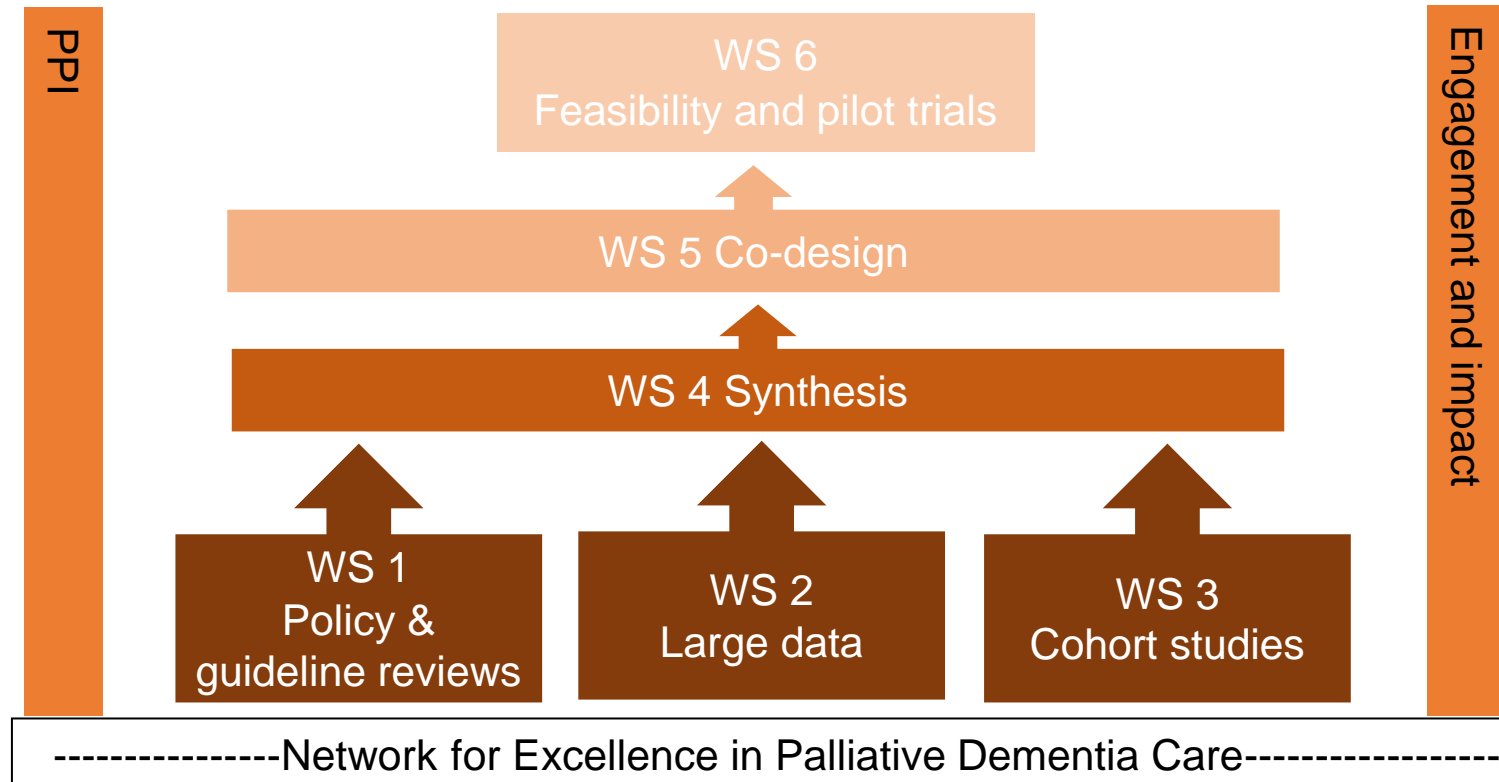 PPI
WS 6
Feasibility and pilot trials
WS 5 Co-design
WS 4 Synthesis
WS 1
Policy &
guideline reviews
WS 2
Large data
WS 3
Cohort studies
Engagement and impact
----------------Network for Excellence in Palliative Dementia Care------------------